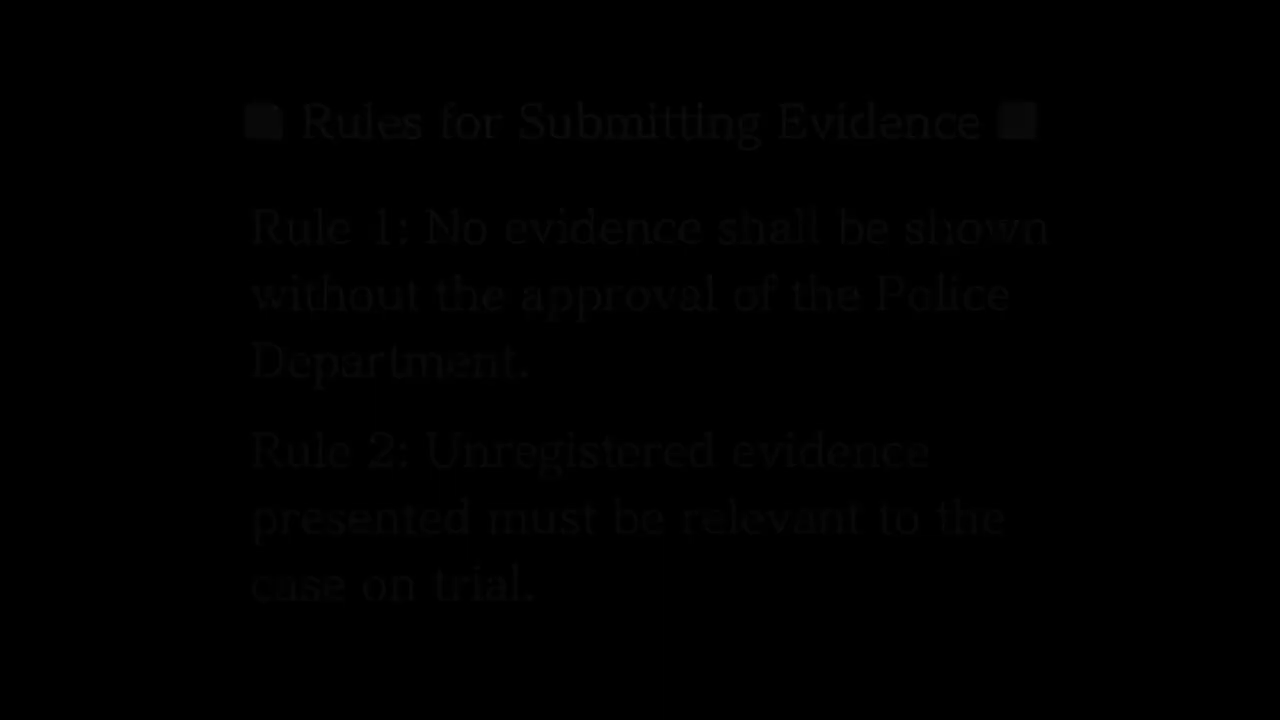 ■ Rules for Submitting Evidence ■
Rule 1: No evidence shall be shown
without the approval of the Police
Department.
Rule 2: Unregistered evidence
presented must be relevant to the
case on trial.